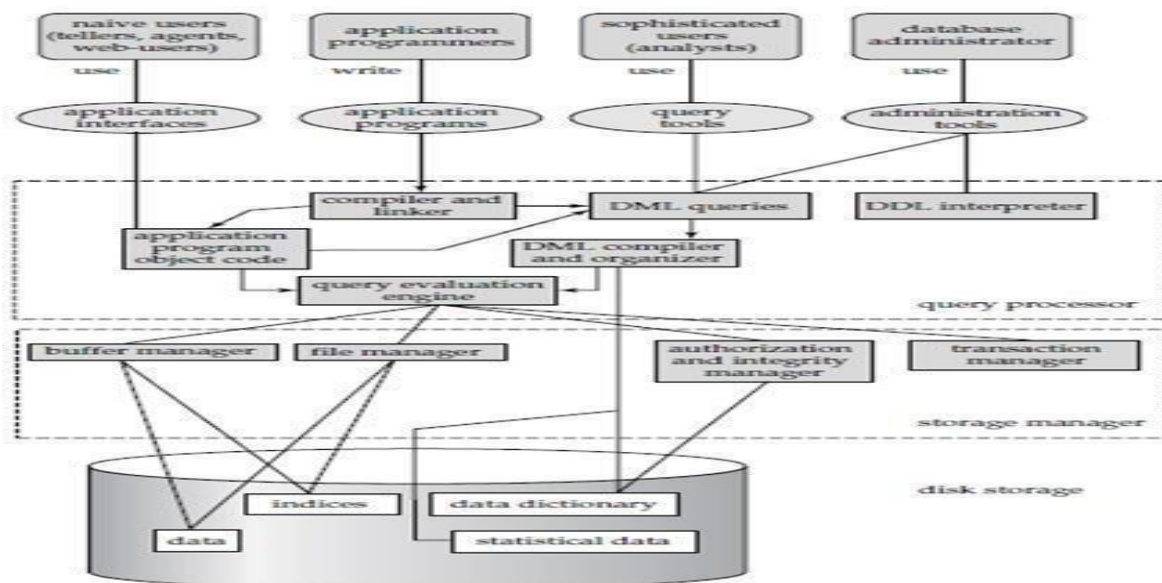 naive users
(tellers, agents,
web-users)
application
programmers
sophisticated
users
(analysts)
database
administrator
use
write
use
use
application
interfaces
application
programs
query
tools
administration
tools
compiler and
linker
DML queries
DDL interpreter
application
program
object code
DML compiler
and organizer
query evaluation
engine
query processor
buffer manager
file manager
authorization
and integrity
manager
transaction
manager
storage manager
disk storage
indices
data dictionary
data
statistical data